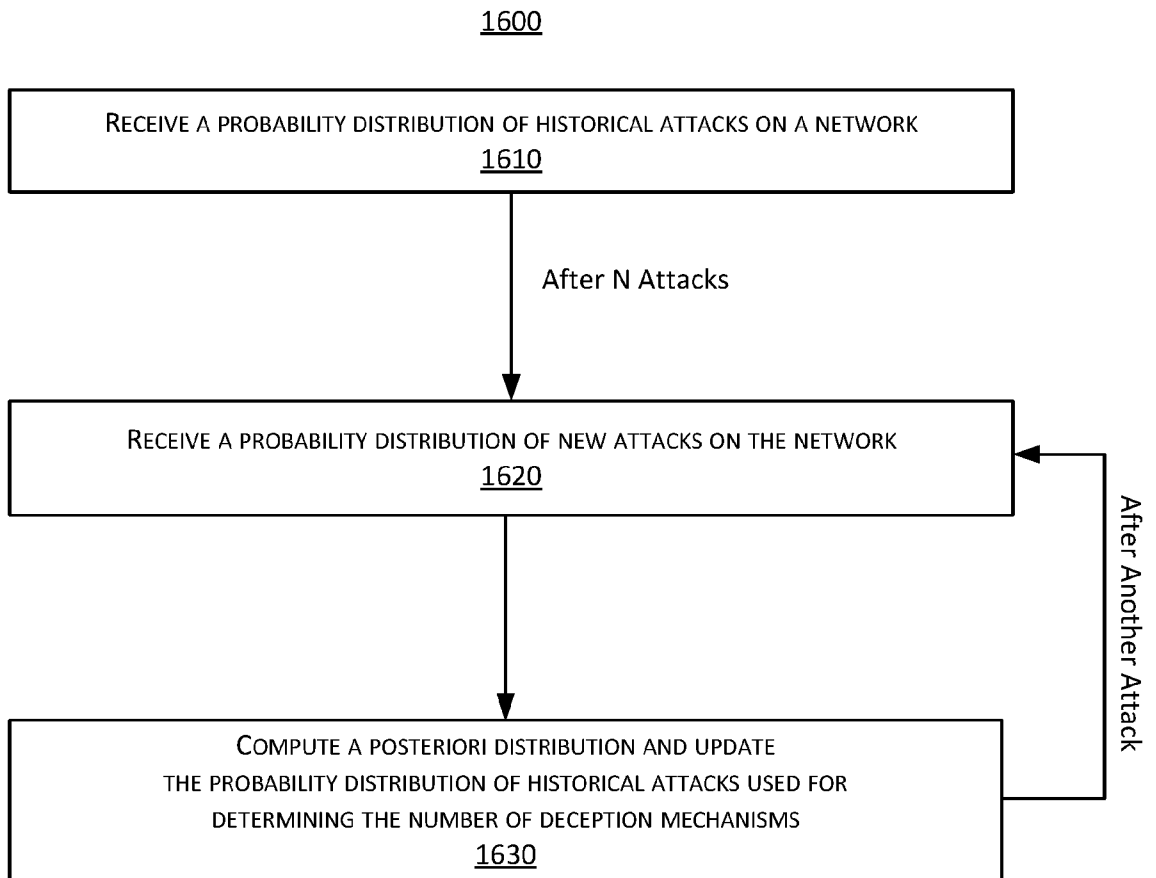 1600
RECEIVE A PROBABILITY DISTRIBUTION OF HISTORICAL ATTACKS ON A NETWORK
1610
After N Attacks
RECEIVE A PROBABILITY DISTRIBUTION OF NEW ATTACKS ON THE NETWORK
1620
After Another Attack
COMPUTE A POSTERIORI DISTRIBUTION AND UPDATE
THE PROBABILITY DISTRIBUTION OF HISTORICAL ATTACKS USED FOR
DETERMINING THE NUMBER OF DECEPTION MECHANISMS
1630